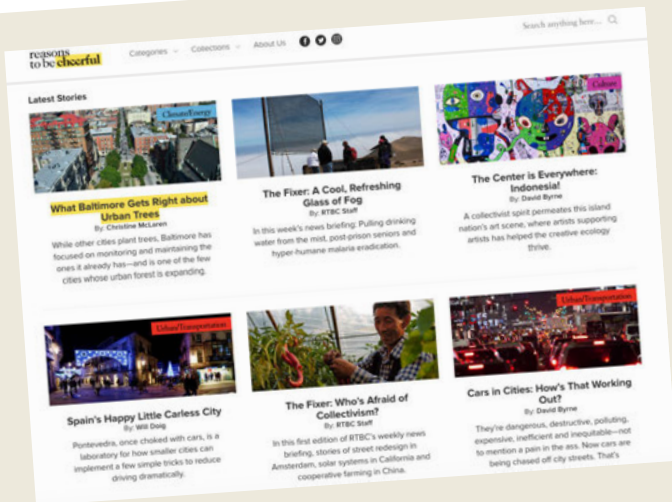 reasons
to be cheerful
Categories
Collections
About Us
Search anything here...
Latest Stories
Climate/Energy
What Baltimore Gets Right about
Urban Trees
By: Christine McLaren
While other cities plant trees, Baltimore has
focused on monitoring and maintaining the
ones it already has—and is one of the few
cities whose urban forest is expanding.
The Fixer: A Cool, Refreshing
Glass of Fog
By: RTBC Staff
In this week's news briefing: Pulling drinking
water from the mist, post-prison seniors and
hyper-humane malaria eradication.
Culture
The Center is Everywhere:
Indonesia!
By: David Byrne
A collectivist spirit permeates this island
nation's art scene, where artists supporting
artists has helped the creative ecology
thrive.
Urban/Transportation
Spain's Happy Little Carless City
By: Will Doig
Pontevedra, once choked with cars, is a
laboratory for how smaller cities can
implement a few simple tricks to reduce
driving dramatically.
The Fixer: Who's Afraid of
Collectivism?
By: RTBC Staff
In this first edition of RTBC's weekly news
briefing, stories of street redesign in
Amsterdam, solar systems in California and
cooperative farming in China.
Urban/Transportation
Cars in Cities: How's That Working
Out?
By: David Byrne
They're dangerous, destructive, polluting,
expensive, inefficient and inequitable—not
to mention a pain in the ass. Now cars are
being chased off city streets. That's